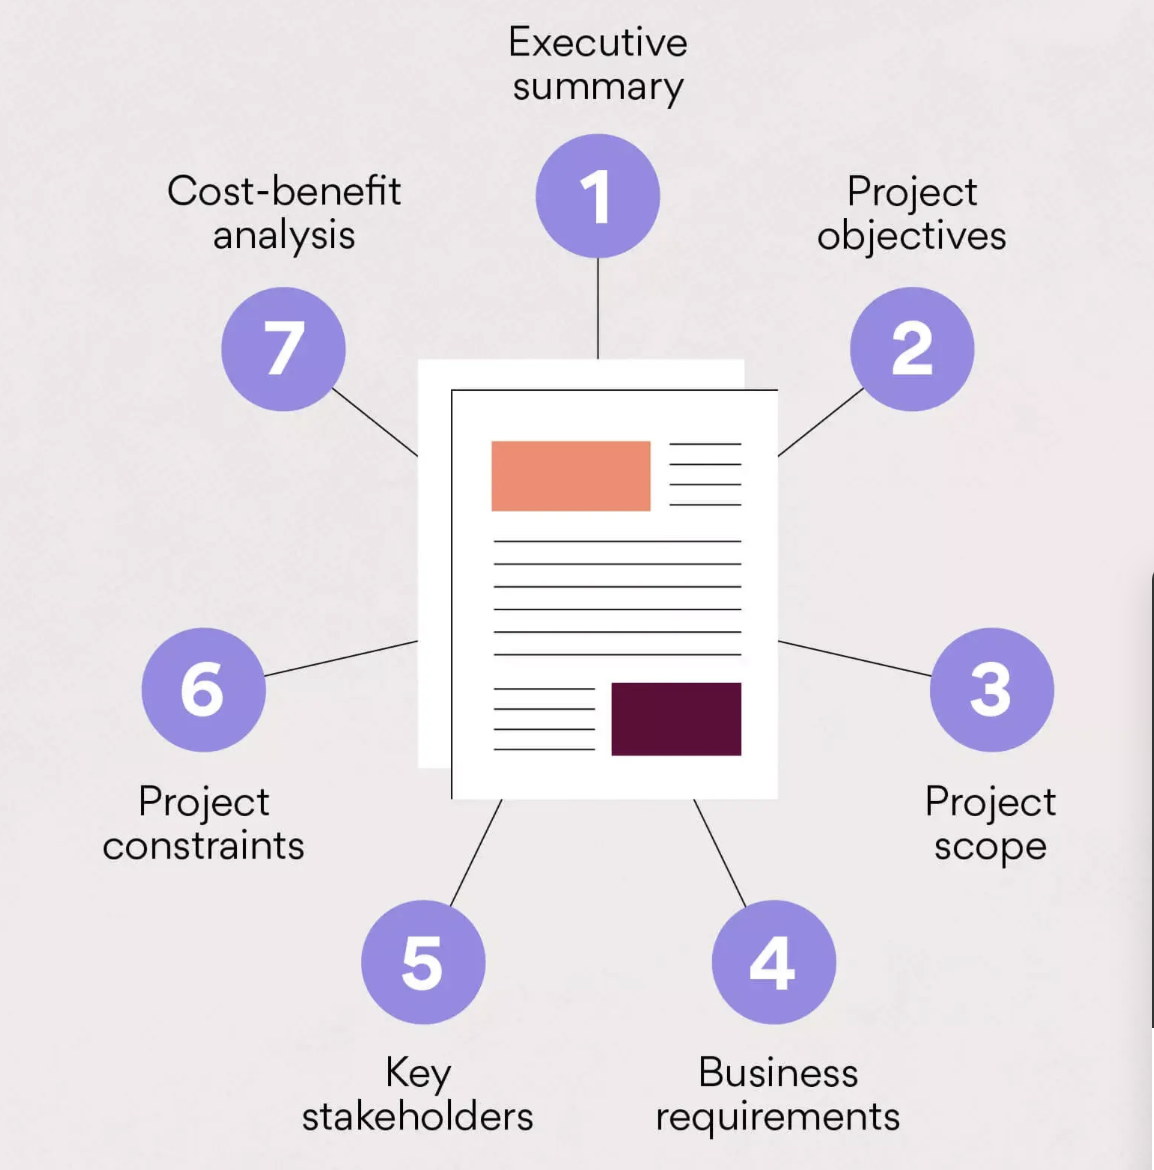 Executive
summary
1
Project
objectives
2
3
Project
scope
4
Business
requirements
5
Key
stakeholders
6
Project
constraints
Cost-benefit
analysis
7